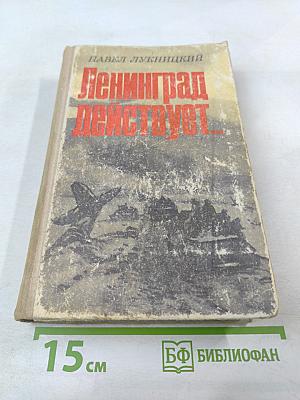 ПАВЕЛ ЛУКНИЦКИЙ
Ленинград
действует...
15 см
БФ БИБЛИОФАН